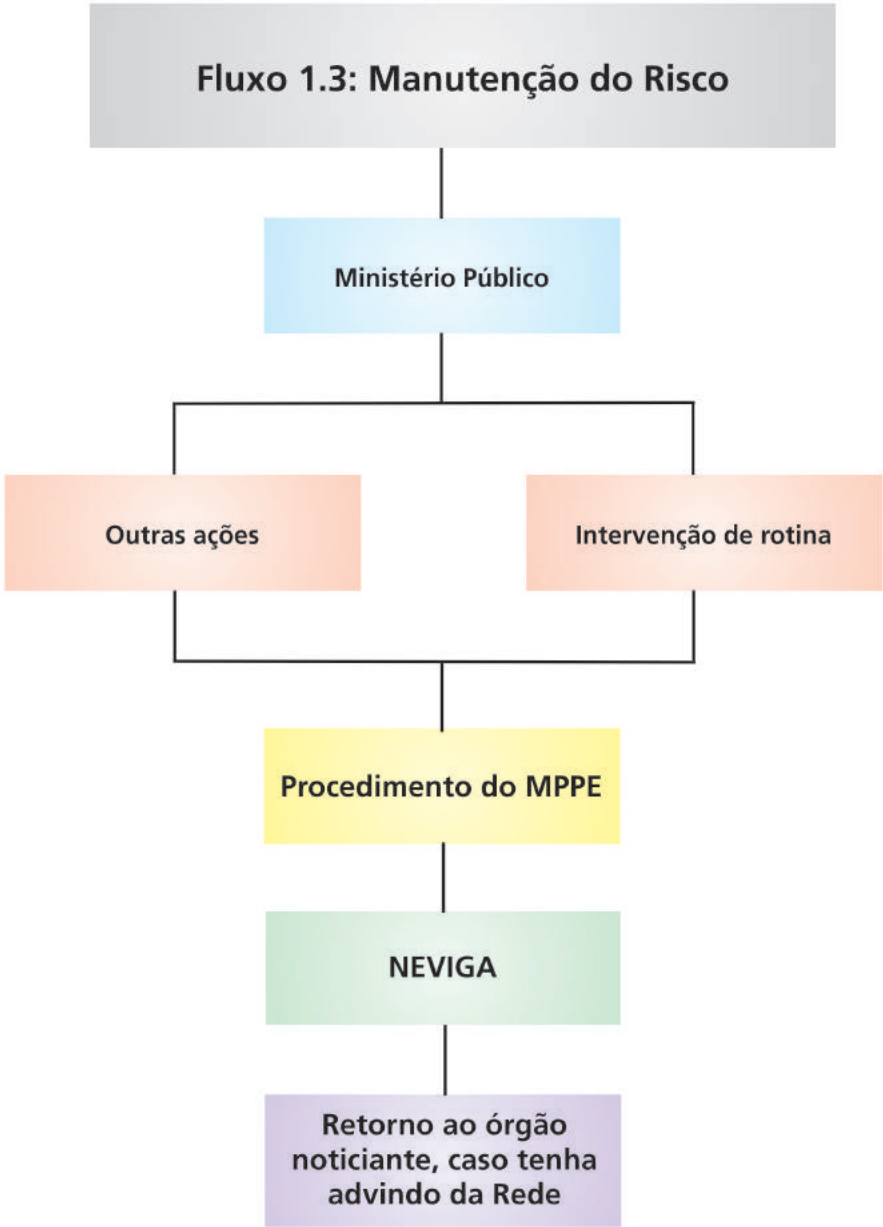 Fluxo 1.3: Manutenção do Risco
Ministério Público
Outras ações
Intervenção de rotina
Procedimento do MPPE
NEVIGA
Retorno ao órgão
noticiante, caso tenha
advindo da Rede